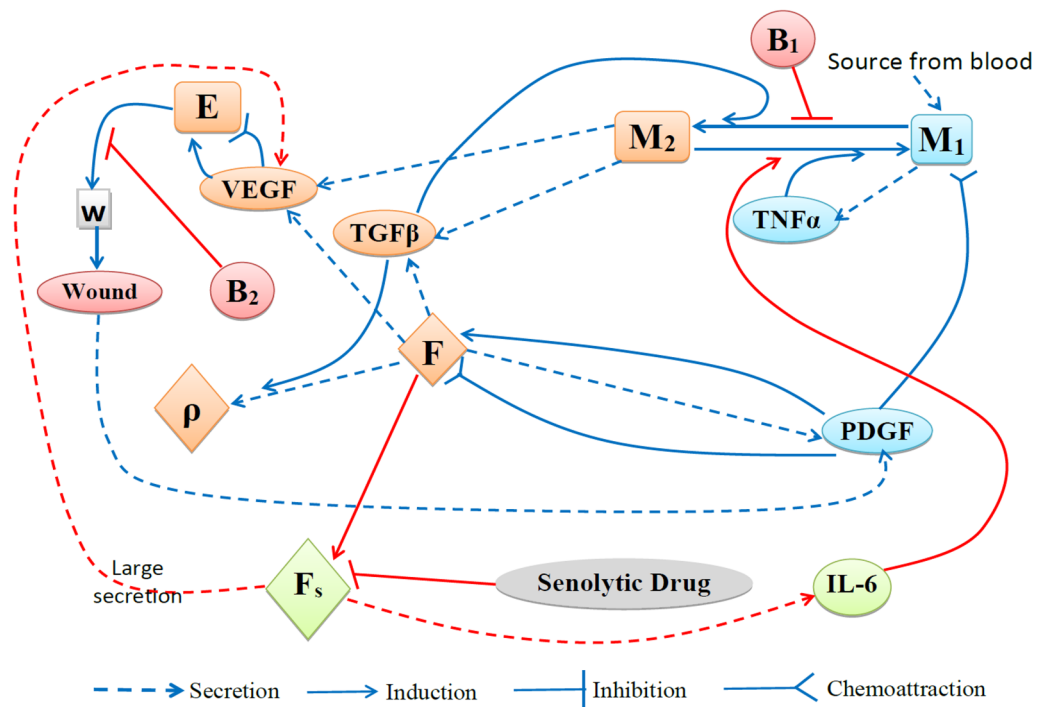 B₁
Source from blood
E
M₂
M₁
VEGF
w
TGFβ
TNFα
Wound
B₂
F
ρ
PDGF
Large
secretion
Fₛ
Senolytic Drug
IL-6
Secretion
Induction
Inhibition
Chemoattraction